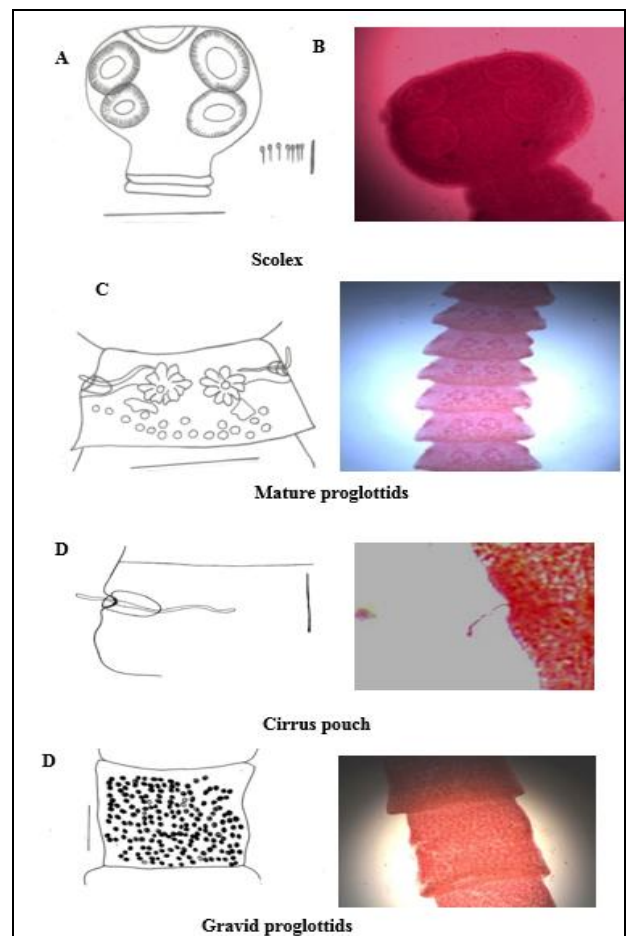 A
B
Scolex
C
Mature proglottids
D
Cirrus pouch
D
Gravid proglottids